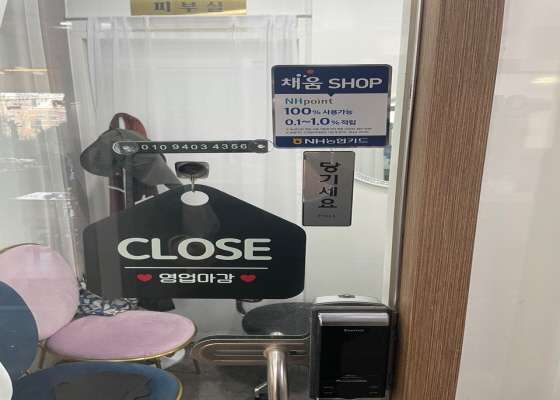 피부실
채움 SHOP
NHpoint
100% 사용가능
0.1~1.0% 적립
NH농협카드
010 9403 4356
당기세요
PULL
CLOSE
영업마감